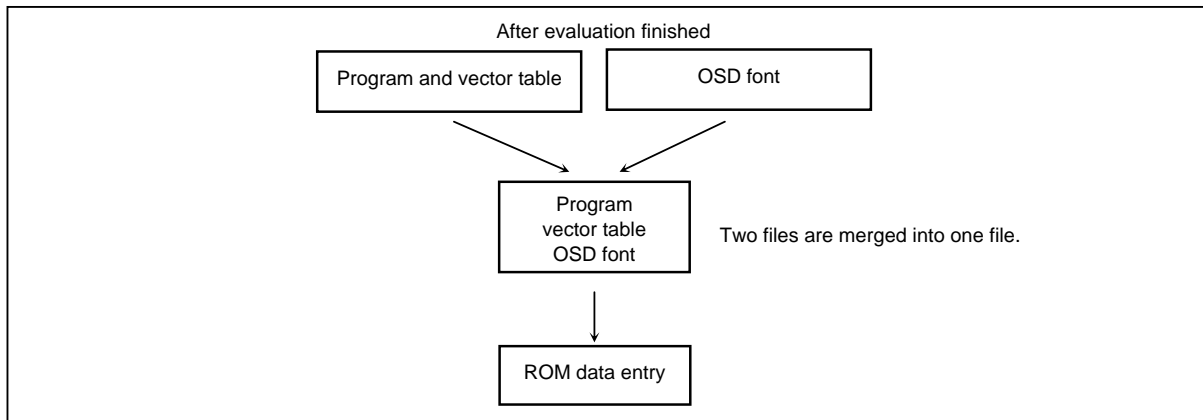 After evaluation finished
Program and vector table
OSD font
Program
vector table
OSD font
Two files are merged into one file.
ROM data entry